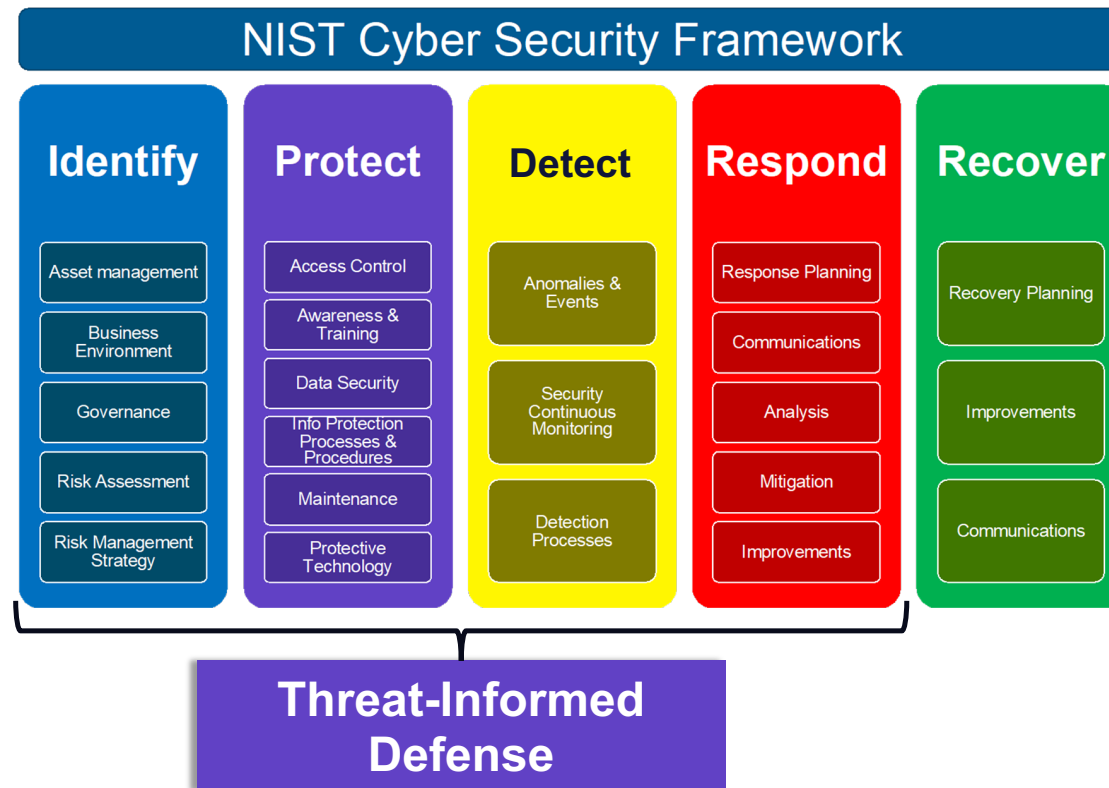 NIST Cyber Security Framework
Identify
Asset management
Business
Environment
Governance
Risk Assessment
Risk Management
Strategy
Protect
Access Control
Awareness &
Training
Data Security
Info Protection
Processes &
Procedures
Maintenance
Protective
Technology
Detect
Anomalies &
Events
Security
Continuous
Monitoring
Detection
Processes
Respond
Response Planning
Communications
Analysis
Mitigation
Improvements
Recover
Recovery Planning
Improvements
Communications
Threat-Informed
Defense